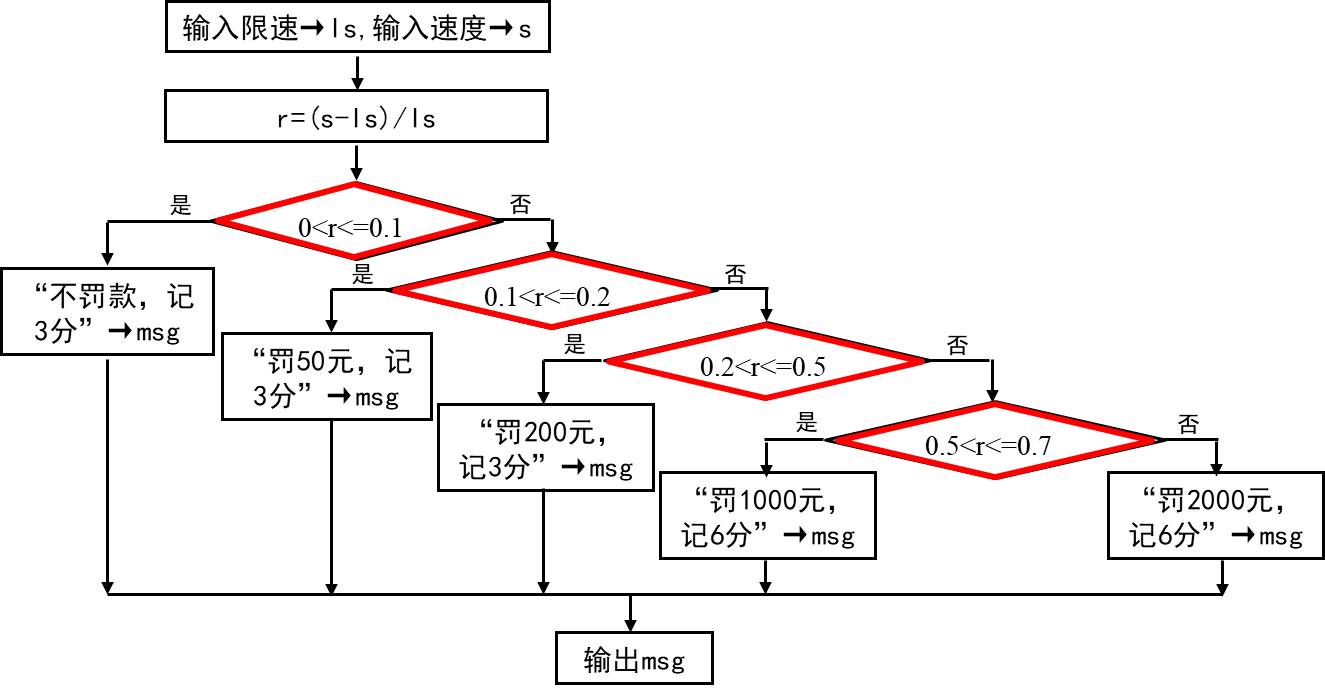 输入限速→ls,输入速度→s
r=(s-ls)/ls
是
否
0<r<=0.1
是
否
0.1<r<=0.2
“不罚款，记
3分”→msg
是
否
0.2<r<=0.5
“罚50元，记
3分”→msg
是
否
0.5<r<=0.7
“罚200元，
记3分”→msg
“罚1000元，
记6分”→msg
“罚2000元，
记6分”→msg
输出msg